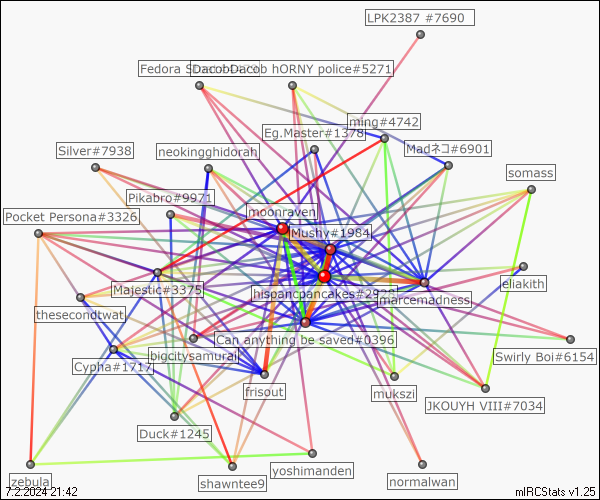 LPK2387 #7690
Fedora S
DacobDacob hORNY police#5271
ming#4742
Eg.Master#1378
Madネコ#6901
Silver#7938
neokingghidorah
somass
Pikabro#9971
moonraven
Pocket Persona#3326
Mushy#1984
eliakith
Majestic#3375
hispancpancakes#2928
marcemadness
thesecondtwat
Can anything be saved#0396
bigcitysamurai
Swirly Boi#6154
Cypha#1717
frisout
mukszi
JKOUYH VIII#7034
Duck#1245
yoshimanden
zebula
shawntee9
normalwan
7.2.2024 21:42
mIRCStats v1.25